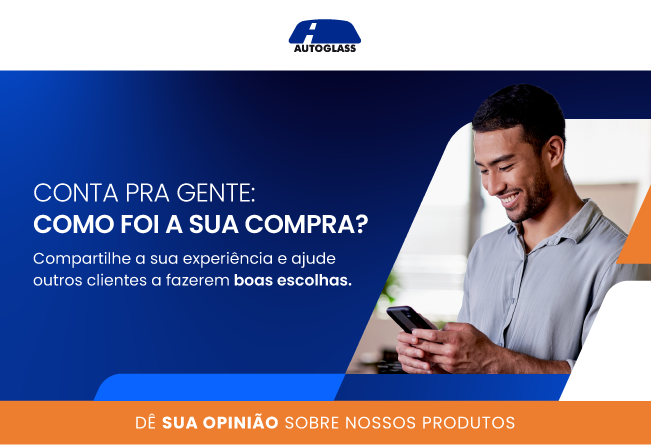 AUTOGLASS
CONTA PRA GENTE:
COMO FOI A SUA COMPRA?
Compartilhe a sua experiência e ajude
outros clientes a fazerem boas escolhas.
DÊ SUA OPINIÃO SOBRE NOSSOS PRODUTOS